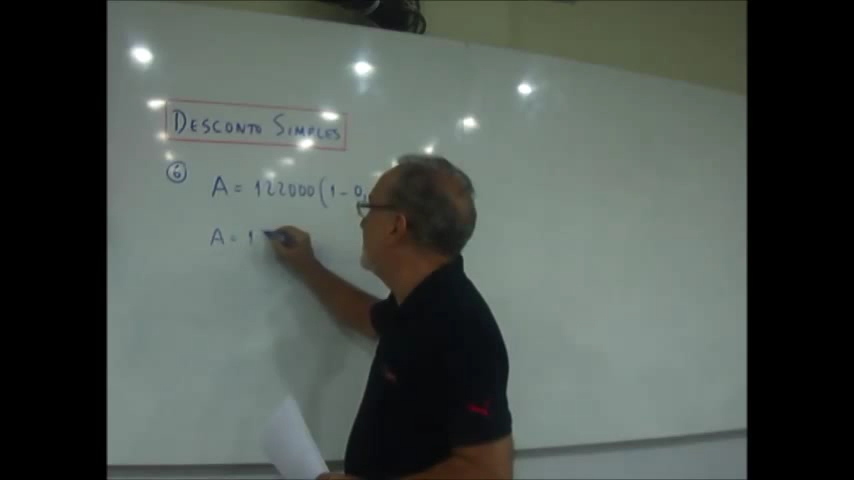 DESCONTO SIMPLES
6
A = 122000(1 - 0,
A = 1